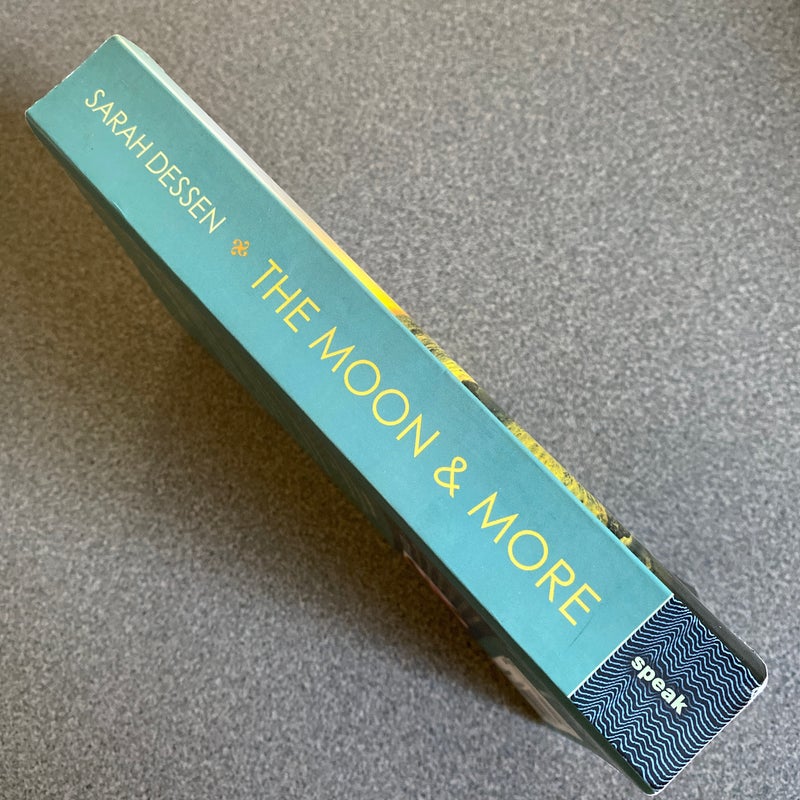 SARAH DESSEN
THE MOON & MORE
speak